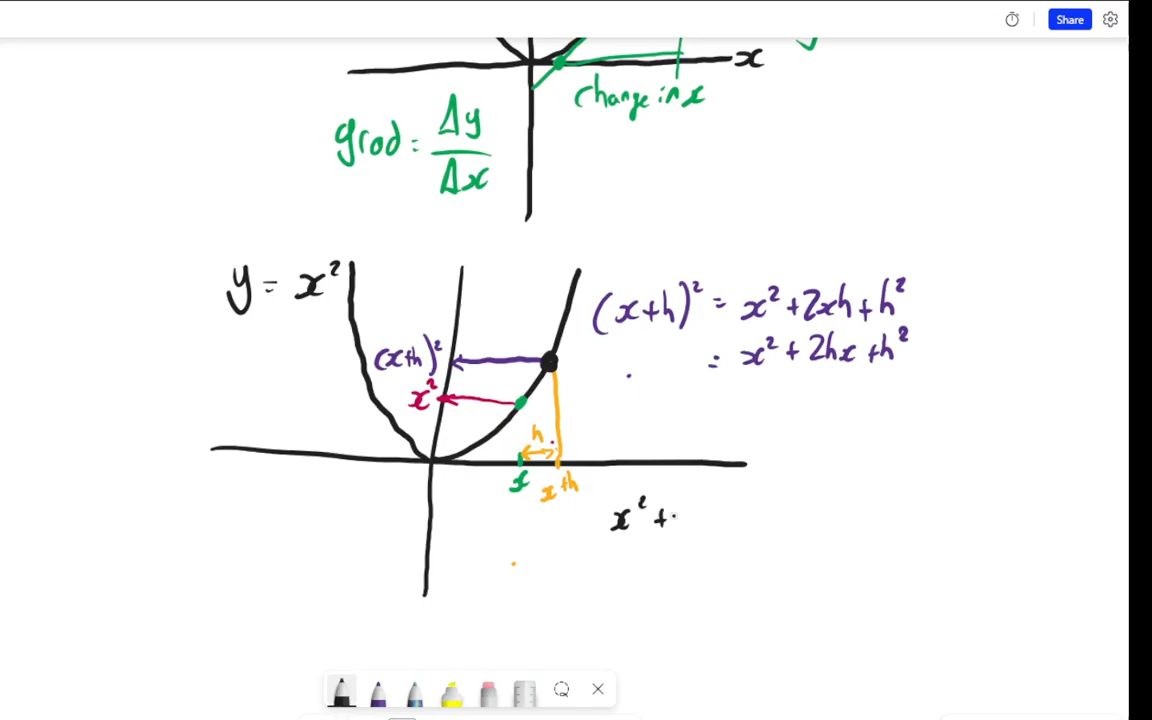 Share
x
y
change in x
grad = Δy/Δx
y = x²
(x+h)² = x² + 2xh + h²
= x² + 2hx + h²
(x+h)²
x²
h
x
x+h
x² +